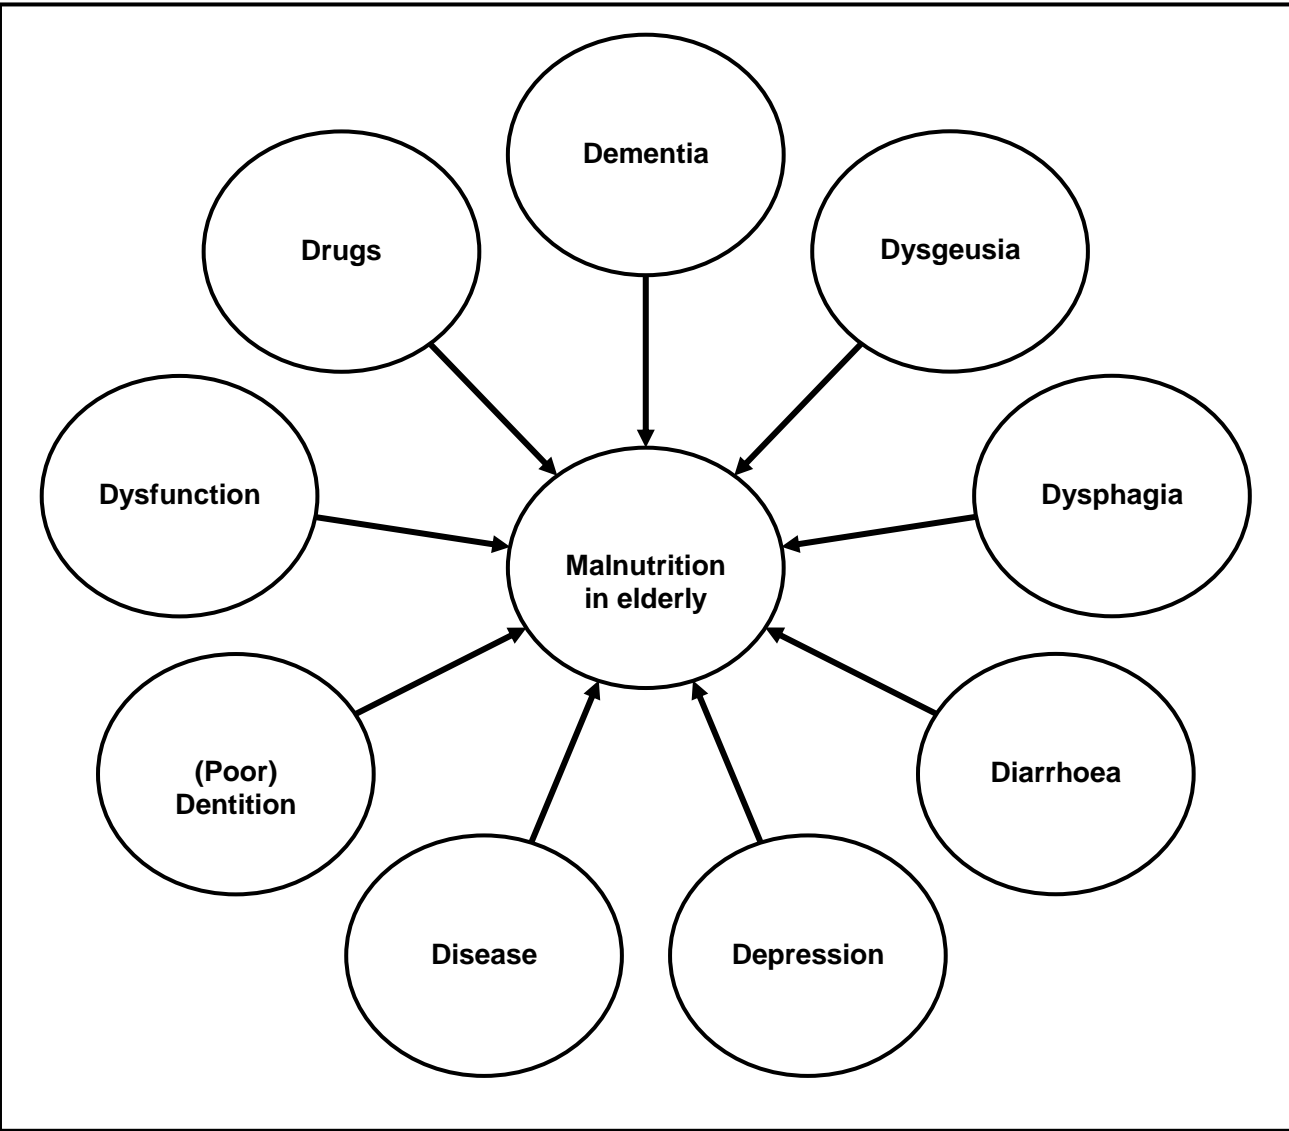 Dementia
Drugs
Dysgeusia
Dysfunction
Dysphagia
Malnutrition
in elderly
(Poor)
Dentition
Diarrhoea
Disease
Depression